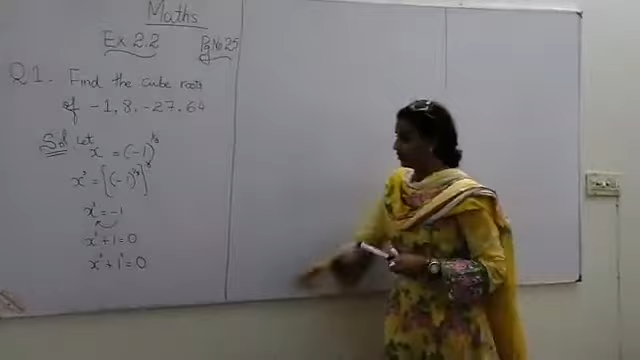 Maths
Ex 2.2
Pg No 25
Q1. Find the cube roots
of -1, 8, -27, 64
Sol Let
x = (-1)^1/3
x³ = [(-1)^1/3]³
x³ = -1
x³ + 1 = 0
x³ + 1³ = 0